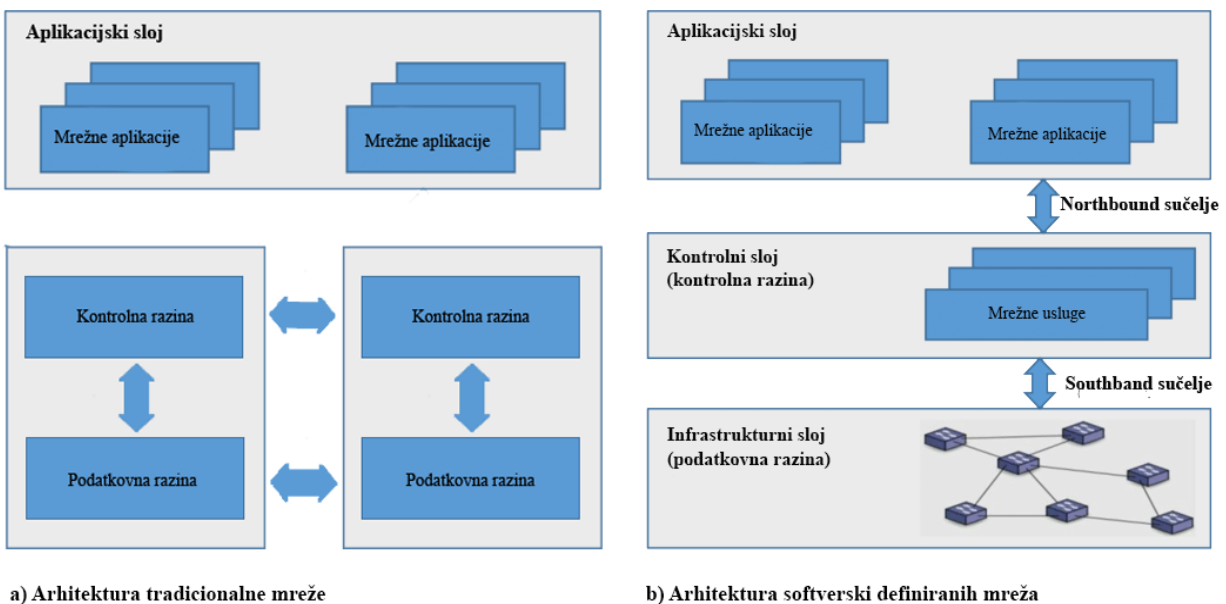 Aplikacijski sloj
Mrežne aplikacije
Mrežne aplikacije
Kontrolna razina
Kontrolna razina
Podatkovna razina
Podatkovna razina
a) Arhitektura tradicionalne mreže
Aplikacijski sloj
Mrežne aplikacije
Mrežne aplikacije
Northbound sučelje
Kontrolni sloj
(kontrolna razina)
Mrežne usluge
Southband sučelje
Infrastrukturni sloj
(podatkovna razina)
b) Arhitektura softverski definiranih mreža